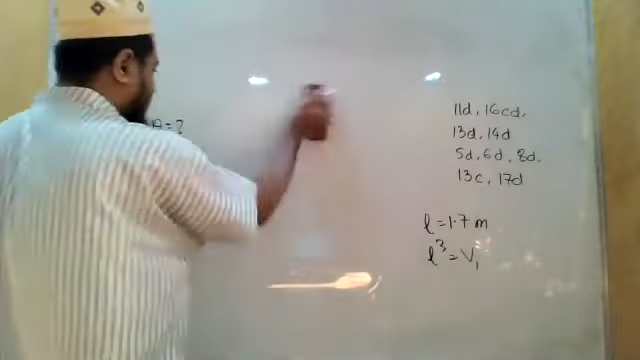 θ = ?
11d, 16cd,
13d, 14d
5d, 6d, 8d,
13c, 17d
l = 1.7 m
l³ = V₁